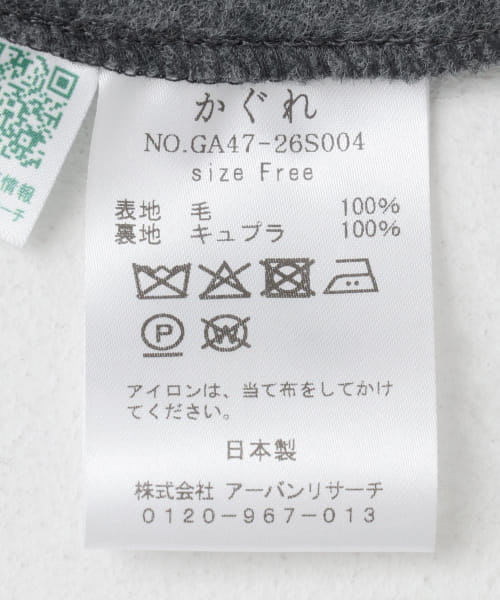 かぐれ
NO.GA47-26S004
size Free
表地 毛 100%
裏地 キュプラ 100%
P
W
アイロンは、当て布をしてかけ
てください。
日本製
株式会社 アーバンリサーチ
0120-967-013
情報
ーチ